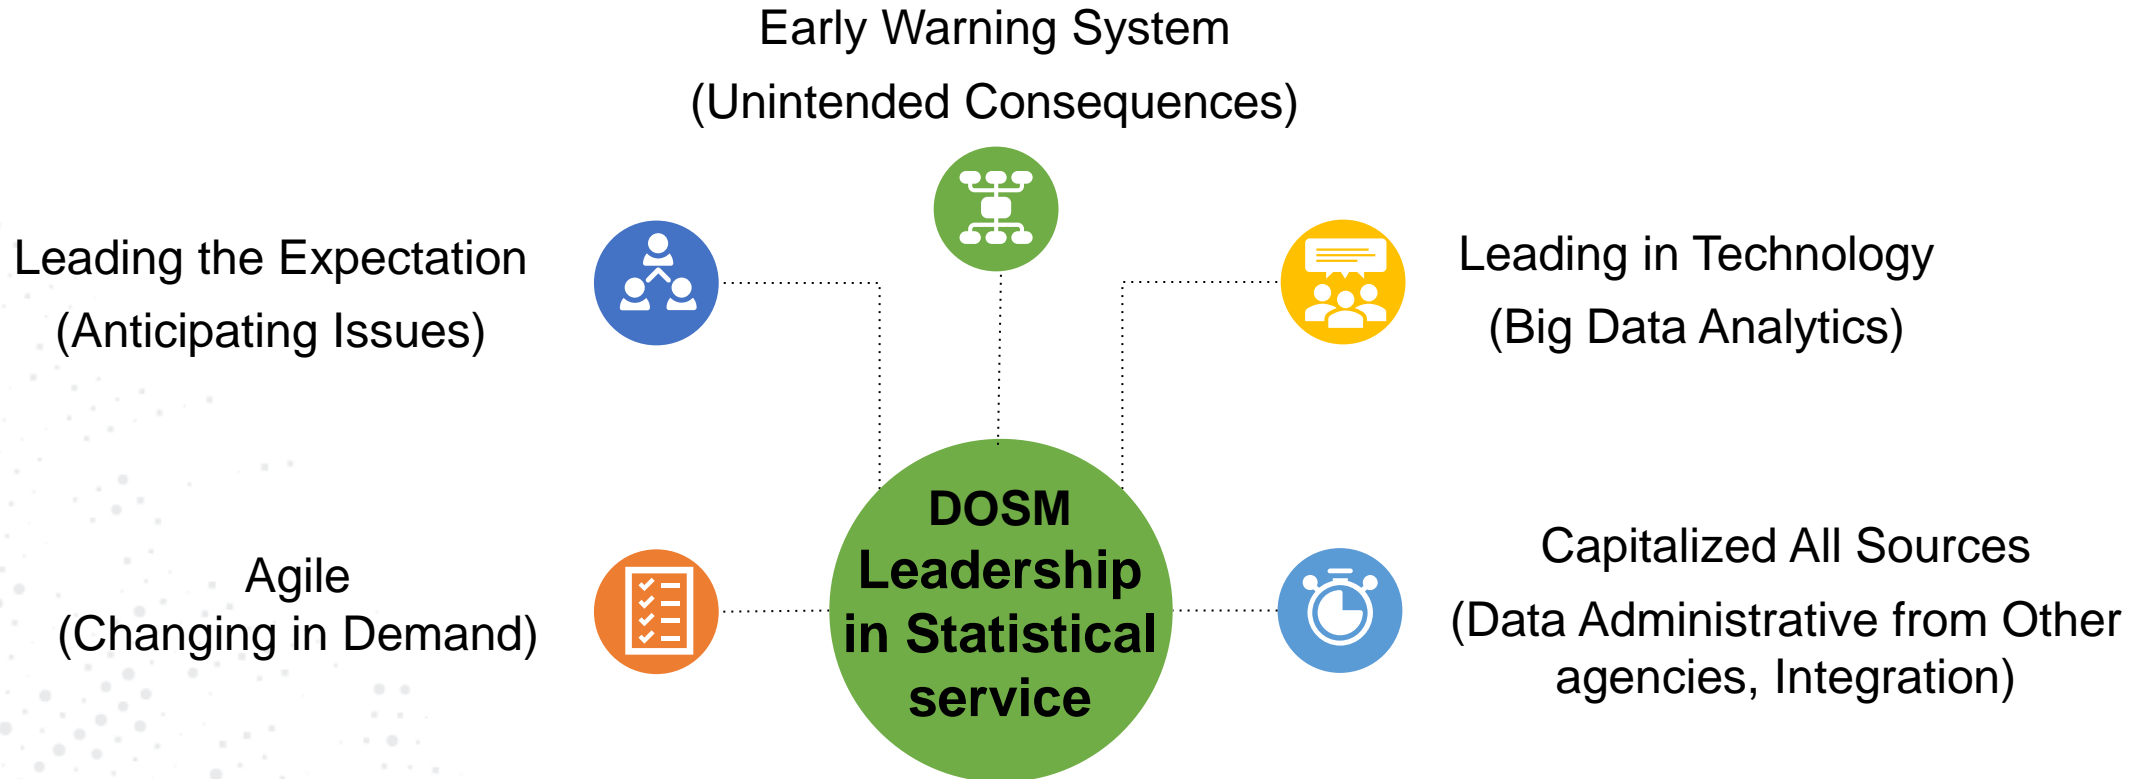 Early Warning System
(Unintended Consequences)
Leading the Expectation
(Anticipating Issues)
Leading in Technology
(Big Data Analytics)
Agile
(Changing in Demand)
DOSM
Leadership
in Statistical
service
Capitalized All Sources
(Data Administrative from Other
agencies, Integration)